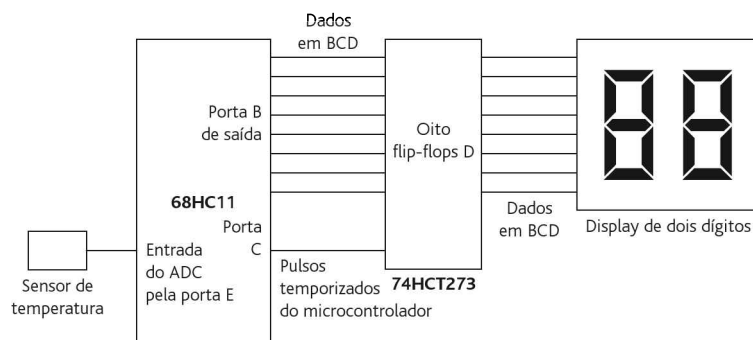 Dados
em BCD
Porta B
de saída
Oito
flip-flops D
68HC11
Porta
C
Entrada
do ADC
pela porta E
Sensor de
temperatura
Pulsos
temporizados
do microcontrolador
74HCT273
Dados
em BCD
88
Display de dois dígitos